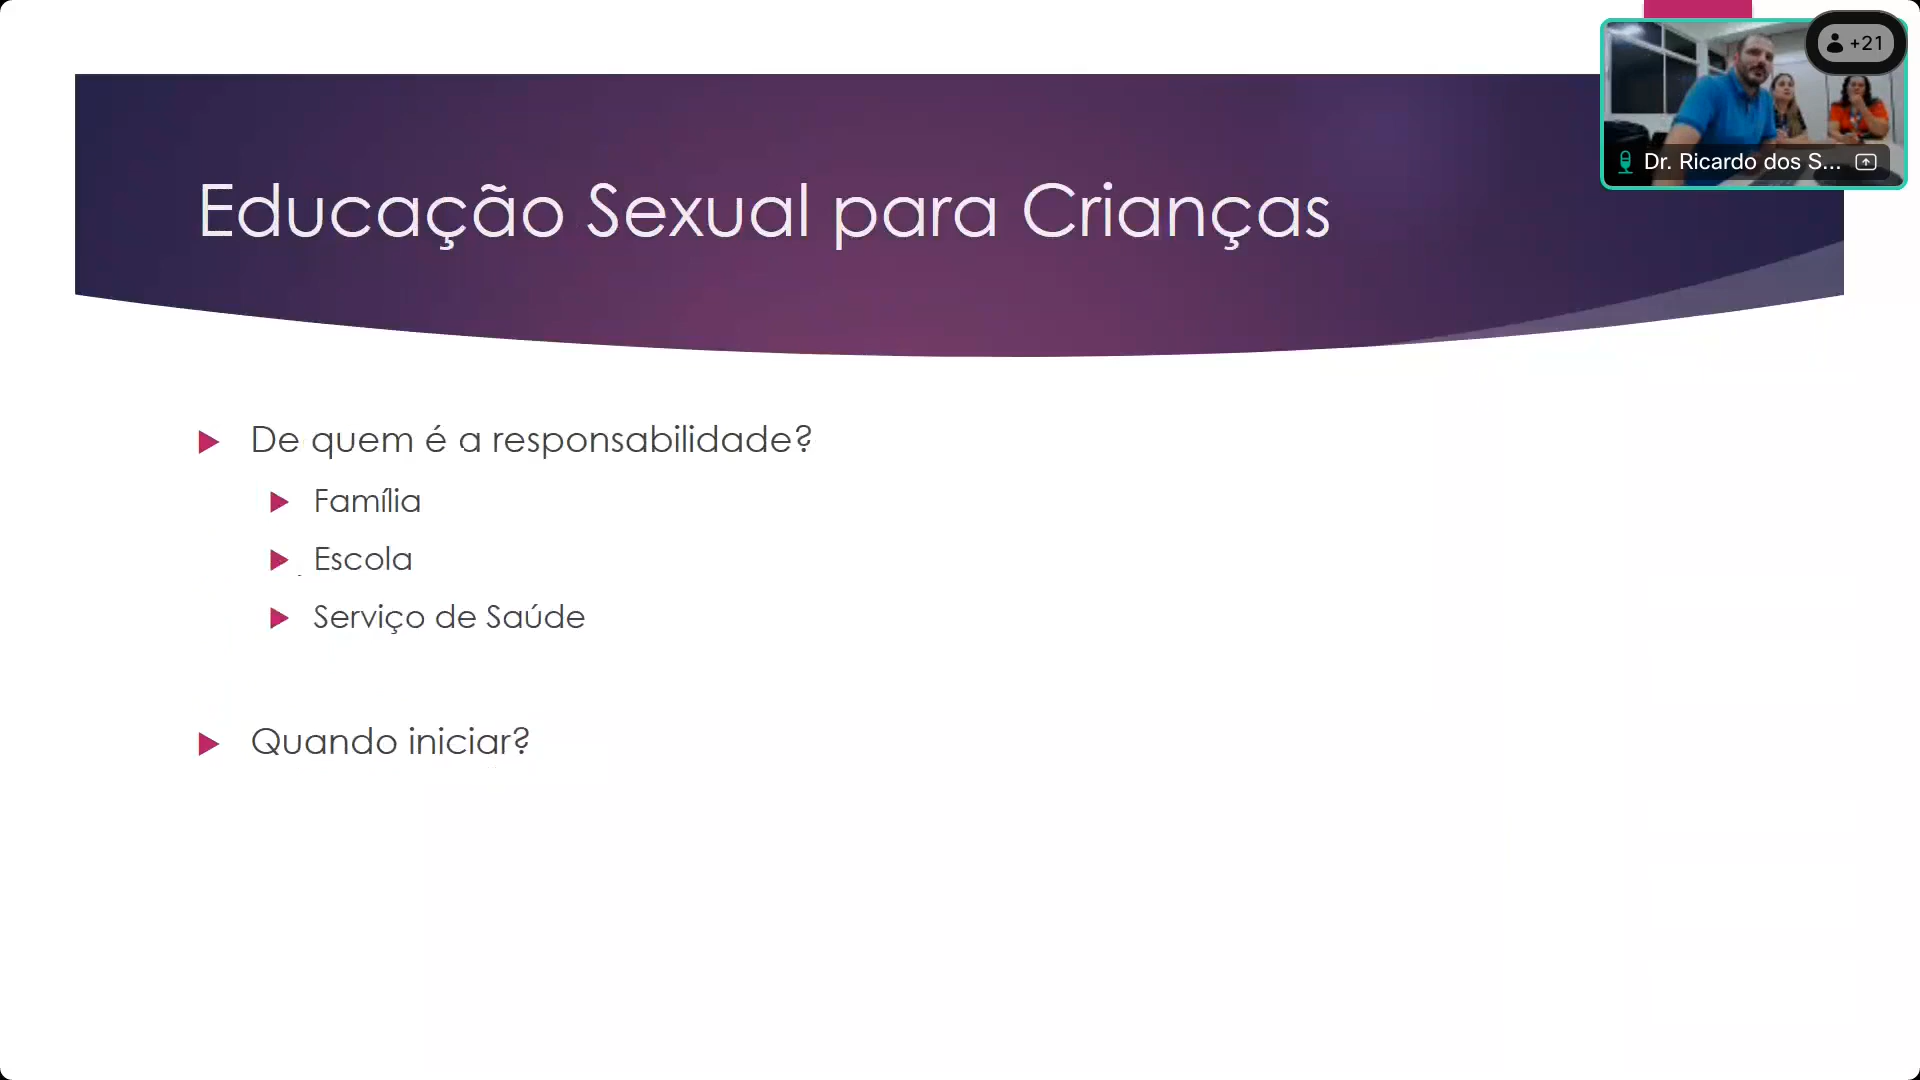 +21
Dr. Ricardo dos S...
Educação Sexual para Crianças
De quem é a responsabilidade?
Família
Escola
Serviço de Saúde
Quando iniciar?